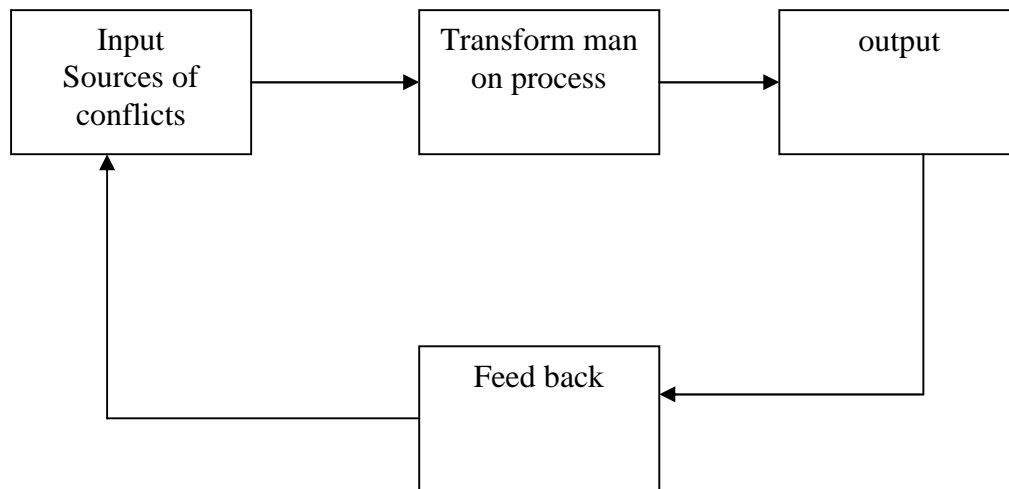 Input
Sources of
conflicts
Transform man
on process
output
Feed back